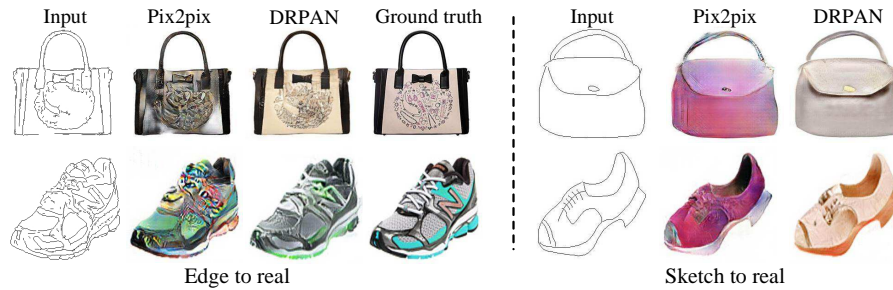 Input Pix2pix DRPAN Ground truth
Edge to real
Input Pix2pix DRPAN
Sketch to real